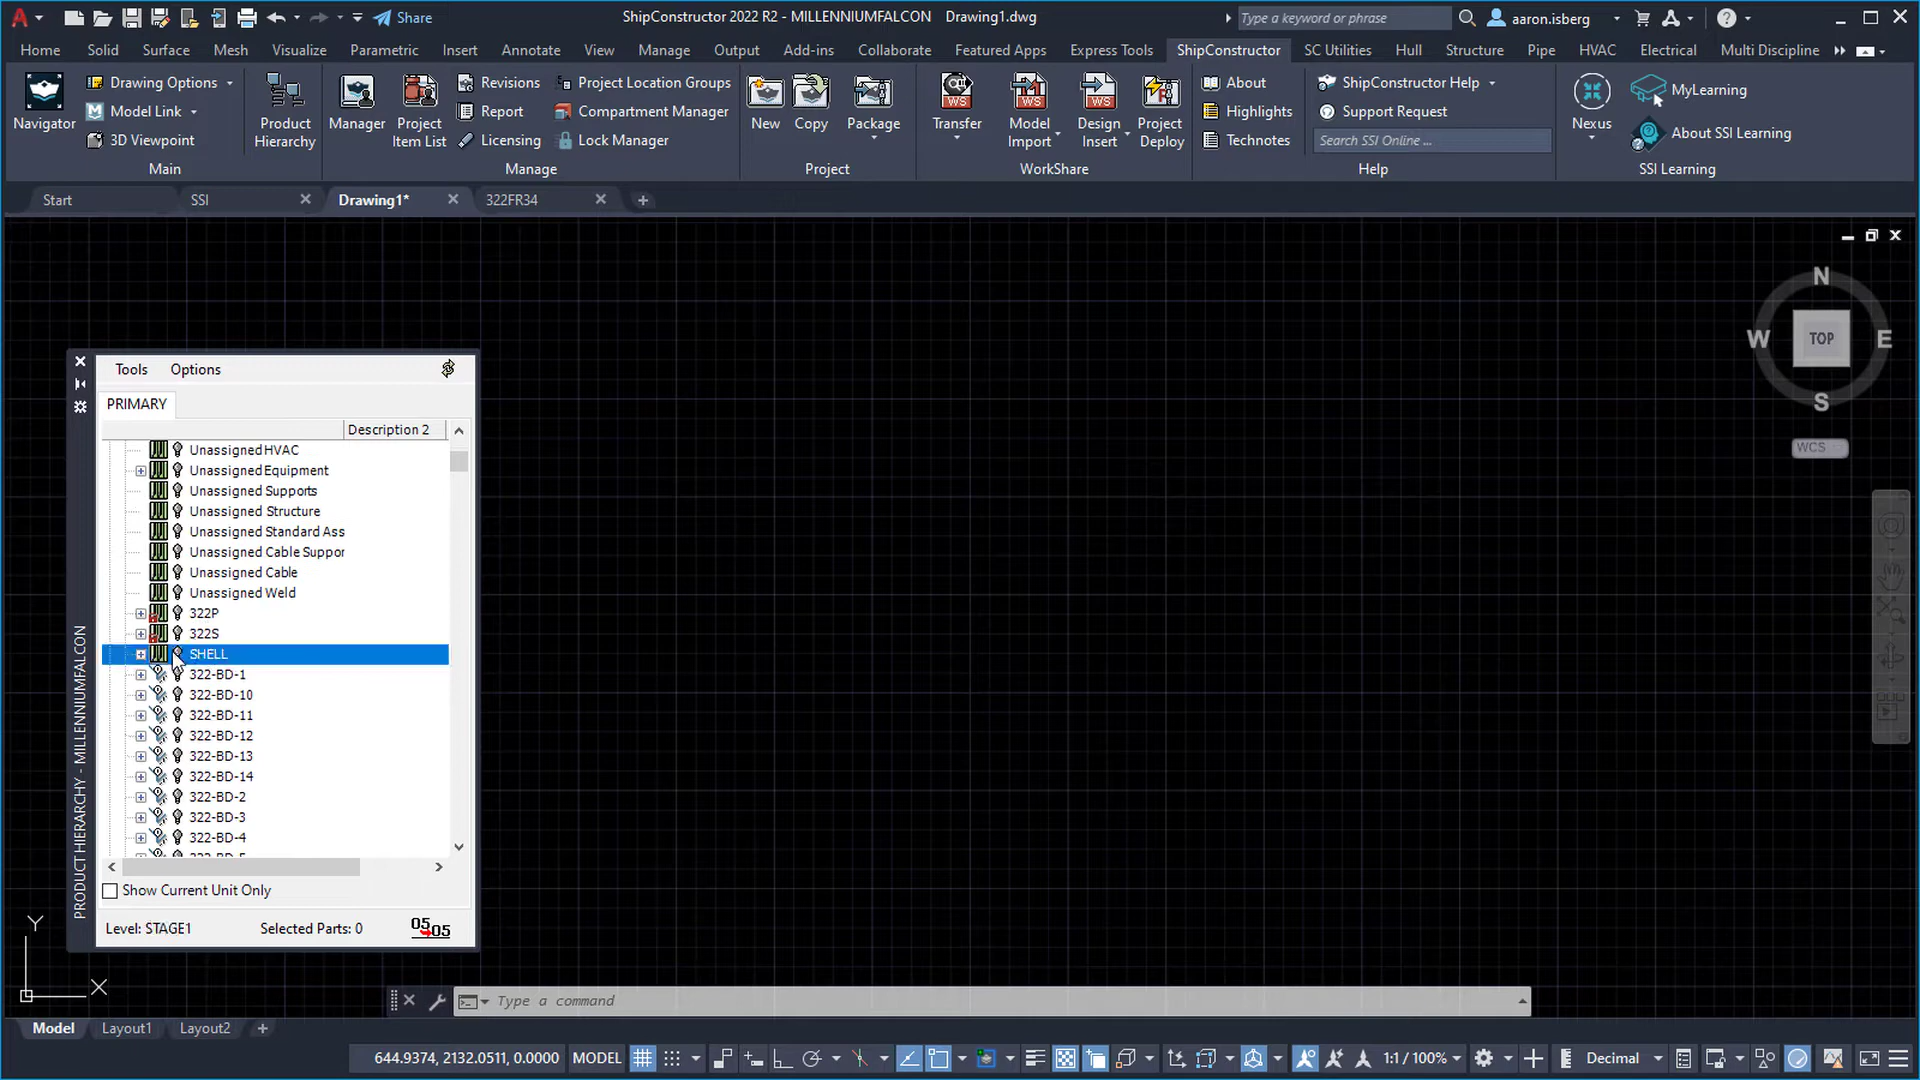 Share
ShipConstructor 2022 R2 - MILLENNIUMFALCON Drawing1.dwg
Type a keyword or phrase
aaron.isberg
Home Solid Surface Mesh Visualize Parametric Insert Annotate View Manage Output Add-ins Collaborate Featured Apps Express Tools ShipConstructor SC Utilities Hull Structure Pipe HVAC Electrical Multi Discipline
Navigator
Drawing Options
Model Link
3D Viewpoint
Product Hierarchy
Main
Manager
Project Item List
Revisions
Report
Licensing
Project Location Groups
Compartment Manager
Lock Manager
Manage
New
Copy
Package
Project
WS
Transfer
WS
Model Import
WS
Design Insert
Project Deploy
WorkShare
About
Highlights
Technotes
ShipConstructor Help
Support Request
Search SSI Online ...
Help
Nexus
MyLearning
About SSI Learning
SSI Learning
Start
SSI
Drawing1*
322FR34
N
W TOP E
S
WCS
Tools Options
PRIMARY
Description 2
Unassigned HVAC
Unassigned Equipment
Unassigned Supports
Unassigned Structure
Unassigned Standard Ass
Unassigned Cable Suppor
Unassigned Cable
Unassigned Weld
322P
322S
SHELL
322-BD-1
322-BD-10
322-BD-11
322-BD-12
322-BD-13
322-BD-14
322-BD-2
322-BD-3
322-BD-4
PRODUCT HIERARCHY - MILLENNIUMFALCON
Show Current Unit Only
Level: STAGE1 Selected Parts: 0
05 05
Y
X
Type a command
Model Layout1 Layout2
644.9374, 2132.0511, 0.0000 MODEL
1:1 / 100%
Decimal